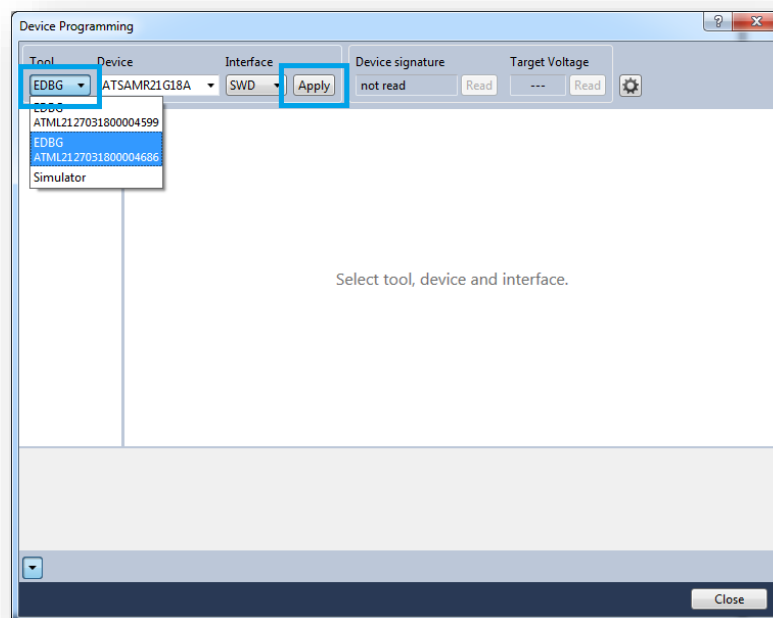 Device Programming
Tool Device Interface Device signature Target Voltage
EDBG ATSAMR21G18A SWD Apply not read Read --- Read
EDBG
ATML2127031800004599
EDBG
ATML2127031800004686
Simulator
Select tool, device and interface.
Close